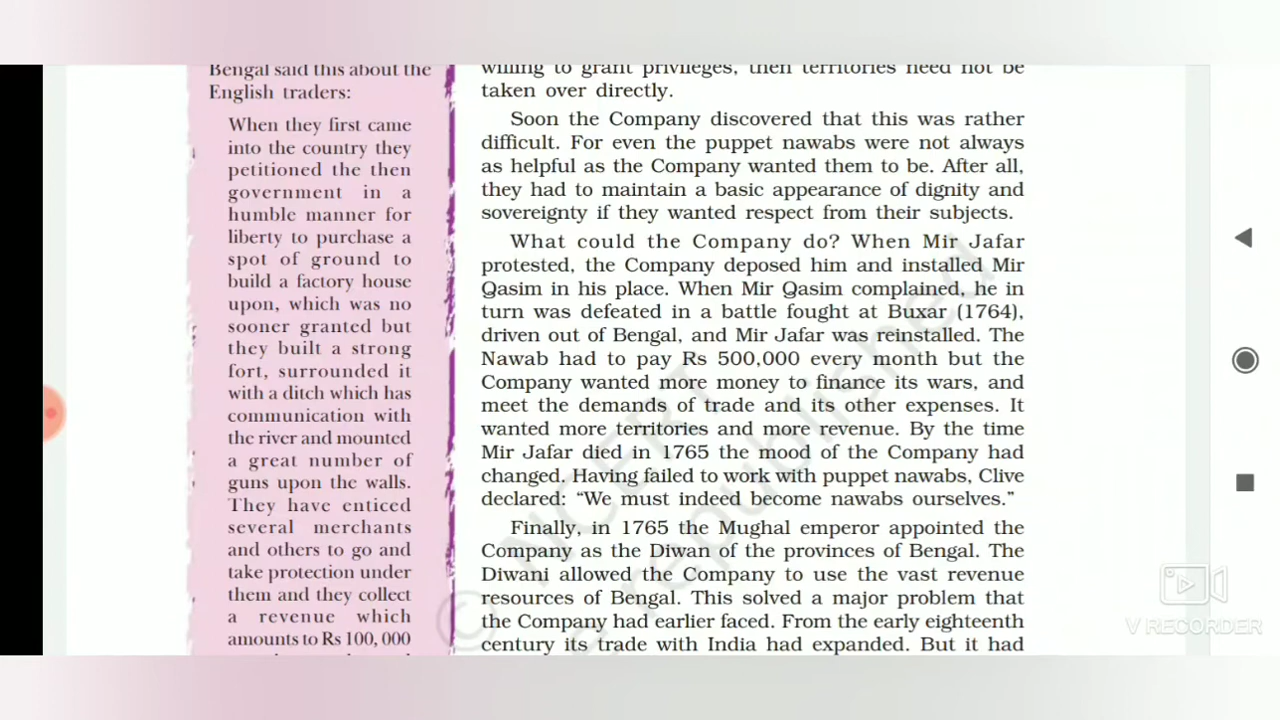 Bengal said this about the
English traders:
When they first came
into the country they
petitioned the then
government in a
humble manner for
liberty to purchase a
spot of ground to
build a factory house
upon, which was no
sooner granted but
they built a strong
fort, surrounded it
with a ditch which has
communication with
the river and mounted
a great number of
guns upon the walls.
They have enticed
several merchants
and others to go and
take protection under
them and they collect
a revenue which
amounts to Rs 100, 000
willing to grant privileges, then territories need not be
taken over directly.
Soon the Company discovered that this was rather
difficult. For even the puppet nawabs were not always
as helpful as the Company wanted them to be. After all,
they had to maintain a basic appearance of dignity and
sovereignty if they wanted respect from their subjects.
What could the Company do? When Mir Jafar
protested, the Company deposed him and installed Mir
Qasim in his place. When Mir Qasim complained, he in
turn was defeated in a battle fought at Buxar (1764),
driven out of Bengal, and Mir Jafar was reinstalled. The
Nawab had to pay Rs 500,000 every month but the
Company wanted more money to finance its wars, and
meet the demands of trade and its other expenses. It
wanted more territories and more revenue. By the time
Mir Jafar died in 1765 the mood of the Company had
changed. Having failed to work with puppet nawabs, Clive
declared: “We must indeed become nawabs ourselves.”
Finally, in 1765 the Mughal emperor appointed the
Company as the Diwan of the provinces of Bengal. The
Diwani allowed the Company to use the vast revenue
resources of Bengal. This solved a major problem that
the Company had earlier faced. From the early eighteenth
century its trade with India had expanded. But it had
© NCERT
republished
V RECORDER